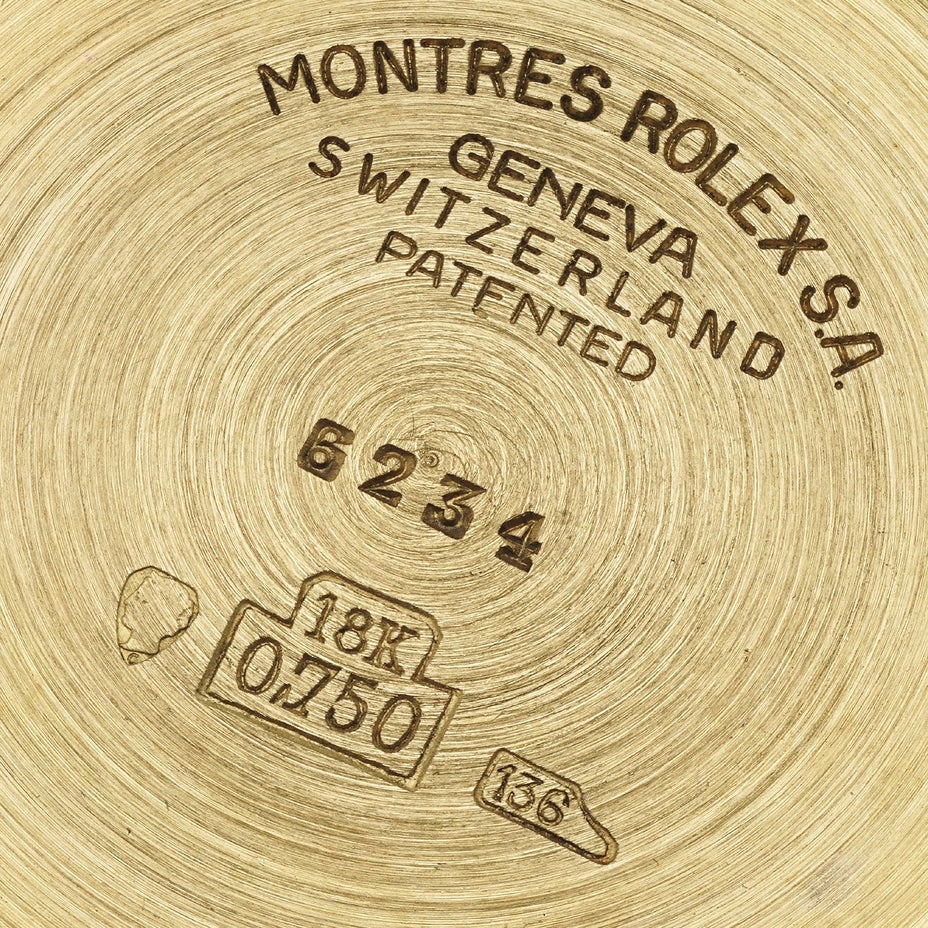 MONTRES ROLEX S.A.
GENEVA
SWITZERLAND
PATENTED
6234
18K
0.750
136